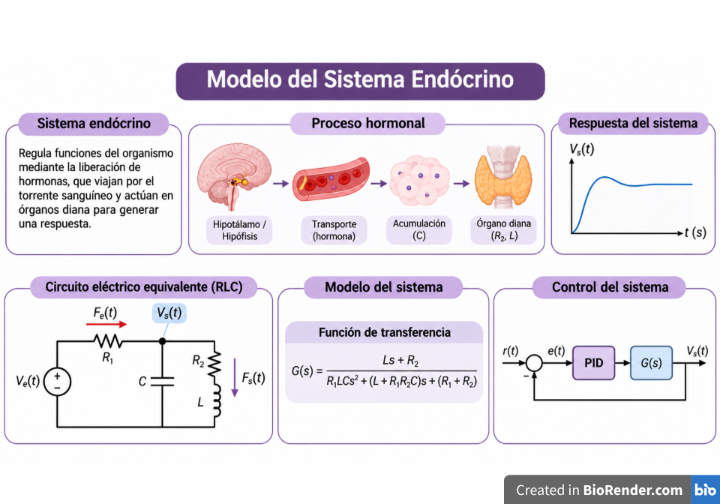 Modelo del Sistema Endócrino
Sistema endócrino
Regula funciones del organismo
mediante la liberación de
hormonas, que viajan por el
torrente sanguíneo y actúan en
órganos diana para generar
una respuesta.
Proceso hormonal
Hipotálamo /
Hipófisis
Transporte
(hormona)
Acumulación
(C)
Órgano diana
(R₂, L)
Respuesta del sistema
Vₛ(t)
t (s)
Circuito eléctrico equivalente (RLC)
Fₑ(t)
Vₛ(t)
R₁
R₂
Vₑ(t)
+
−
C
L
Fₛ(t)
Modelo del sistema
Función de transferencia
G(s) = (Ls + R₂) / (R₁LCs² + (L + R₁R₂C)s + (R₁ + R₂))
Control del sistema
r(t)
e(t)
PID
G(s)
Vₛ(t)
−
Created in BioRender.com bio